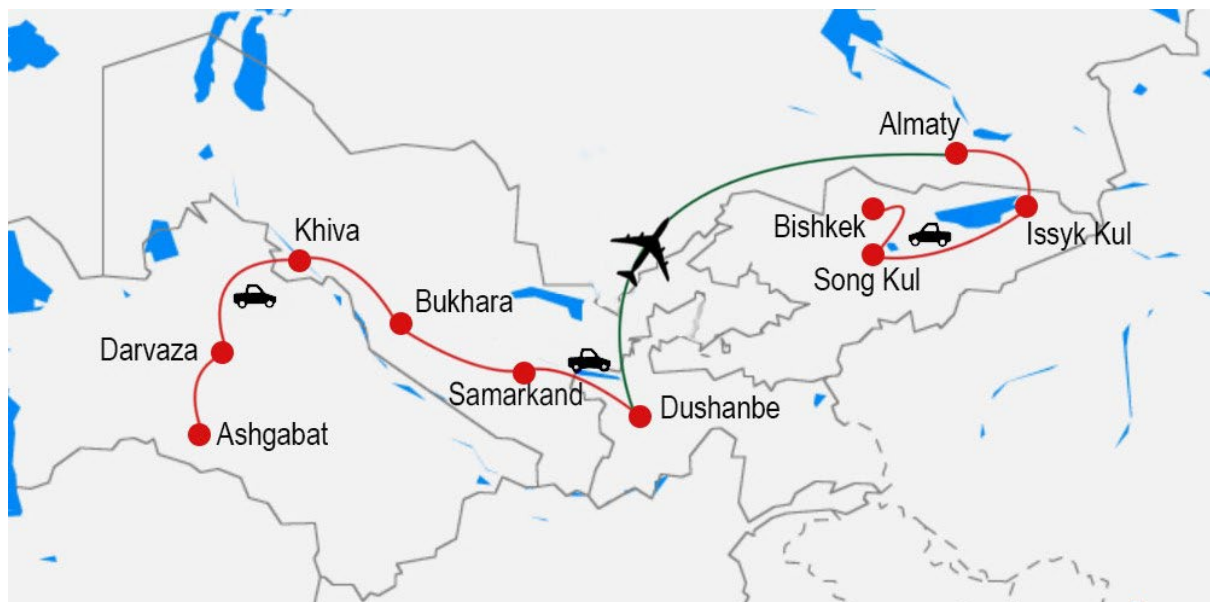 Almaty
Bishkek
Issyk Kul
Khiva
Song Kul
Bukhara
Darvaza
Samarkand
Dushanbe
Ashgabat